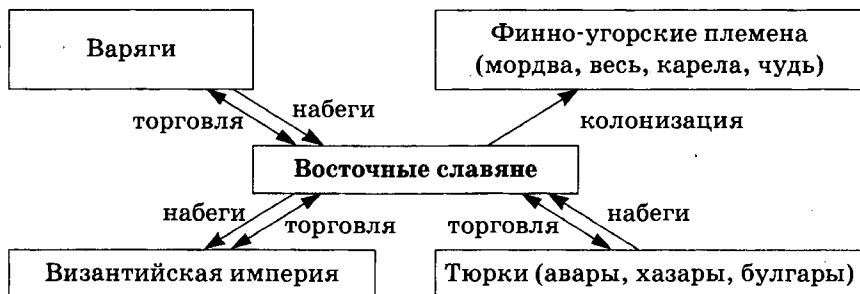 Варяги
Финно-угорские племена
(мордва, весь, карела, чудь)
набеги
торговля
колонизация
Восточные славяне
набеги
торговля
торговля
набеги
Византийская империя
Тюрки (авары, хазары, булгары)